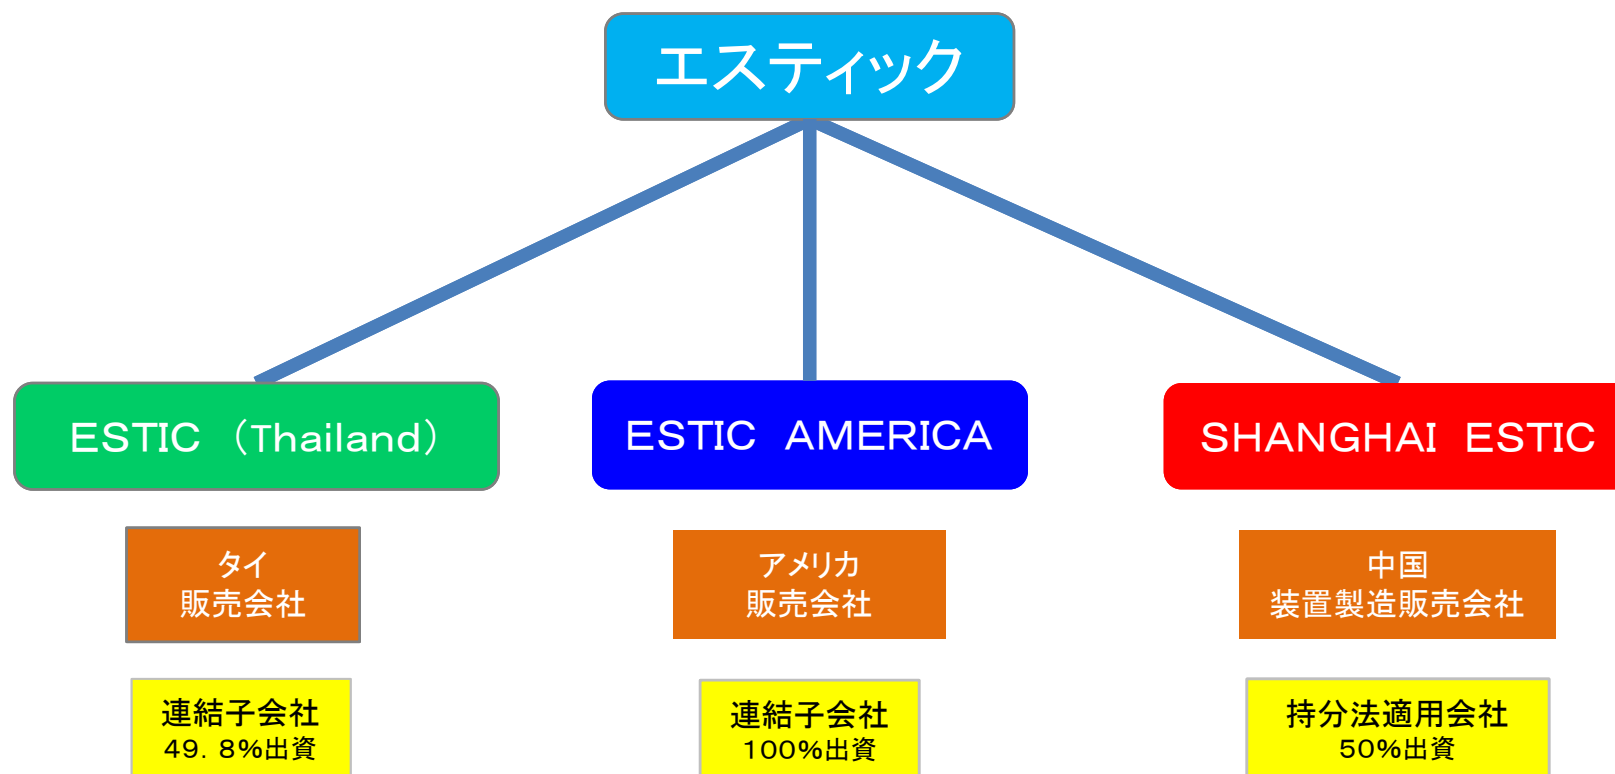 エスティック
ESTIC （Thailand）
ESTIC　AMERICA
SHANGHAI　ESTIC
タイ
販売会社
アメリカ
販売会社
中国
装置製造販売会社
連結子会社
49．8%出資
連結子会社
100%出資
持分法適用会社
50%出資